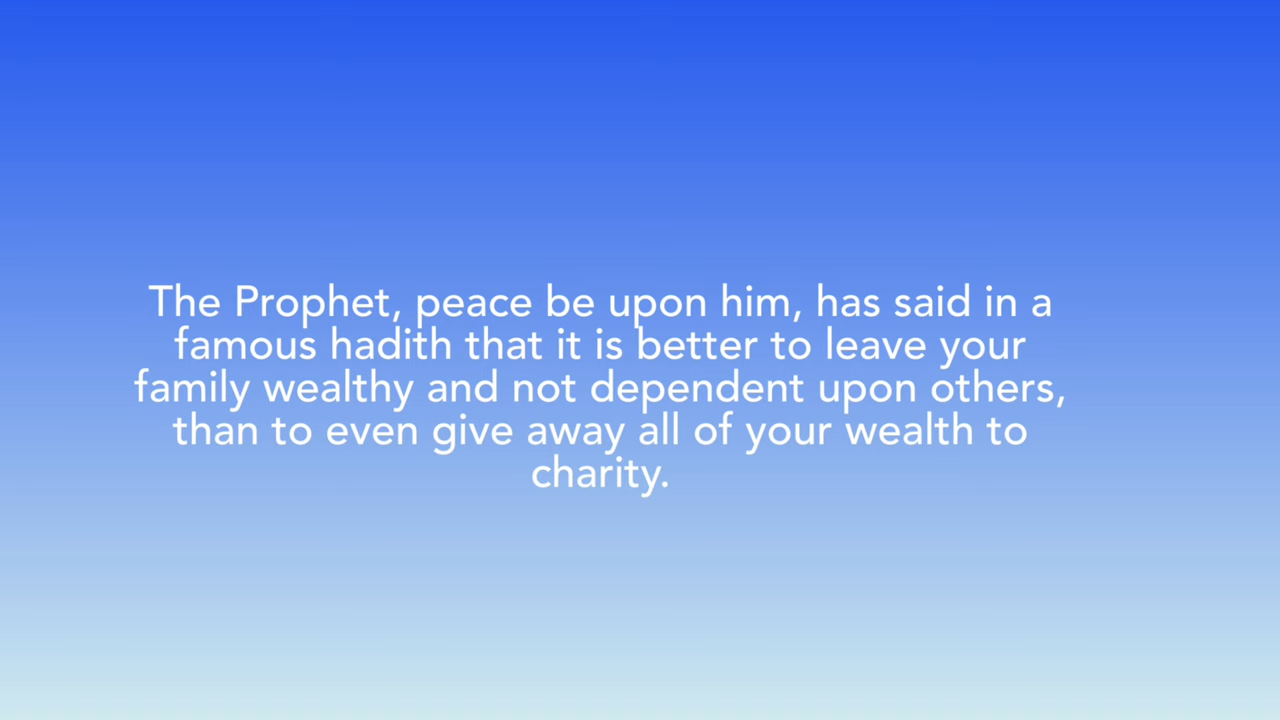 The Prophet, peace be upon him, has said in a
famous hadith that it is better to leave your
family wealthy and not dependent upon others,
than to even give away all of your wealth to
charity.